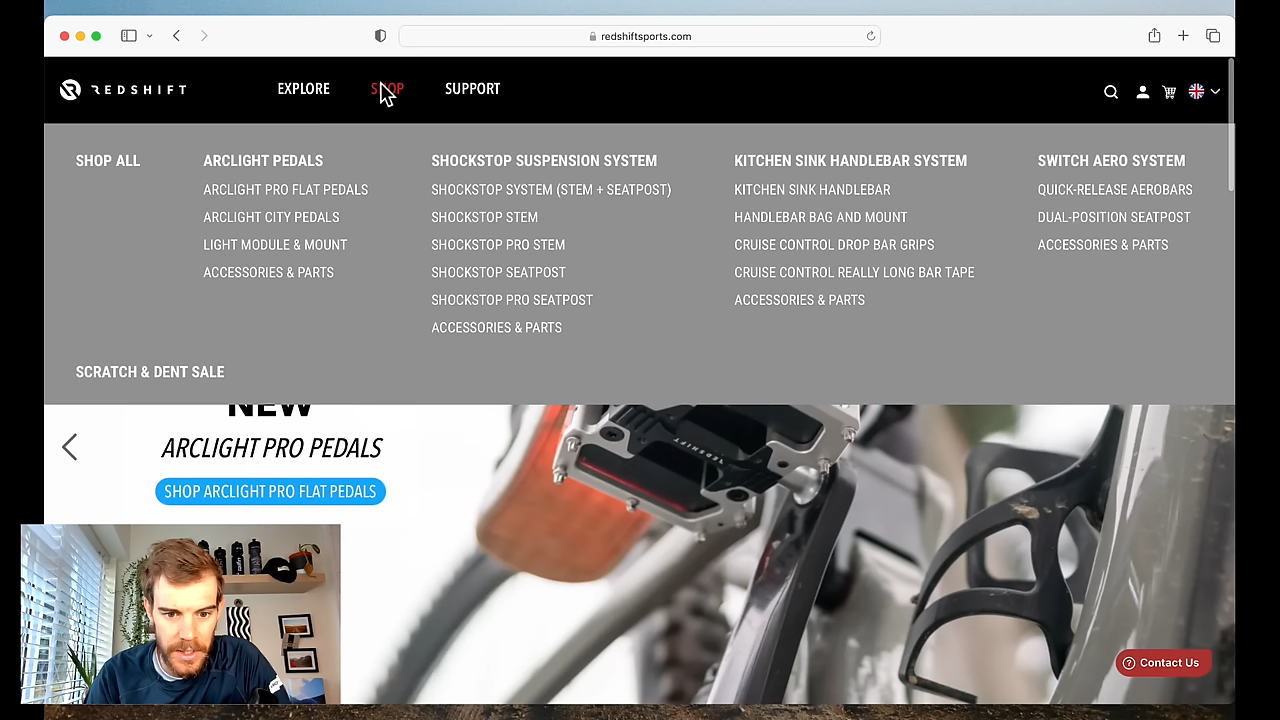 redshiftsports.com
REDSHIFT
EXPLORE
SHOP
SUPPORT
SHOP ALL
ARCLIGHT PEDALS
ARCLIGHT PRO FLAT PEDALS
ARCLIGHT CITY PEDALS
LIGHT MODULE & MOUNT
ACCESSORIES & PARTS
SHOCKSTOP SUSPENSION SYSTEM
SHOCKSTOP SYSTEM (STEM + SEATPOST)
SHOCKSTOP STEM
SHOCKSTOP PRO STEM
SHOCKSTOP SEATPOST
SHOCKSTOP PRO SEATPOST
ACCESSORIES & PARTS
KITCHEN SINK HANDLEBAR SYSTEM
KITCHEN SINK HANDLEBAR
HANDLEBAR BAG AND MOUNT
CRUISE CONTROL DROP BAR GRIPS
CRUISE CONTROL REALLY LONG BAR TAPE
ACCESSORIES & PARTS
SWITCH AERO SYSTEM
QUICK-RELEASE AEROBARS
DUAL-POSITION SEATPOST
ACCESSORIES & PARTS
SCRATCH & DENT SALE
NEW
ARCLIGHT PRO PEDALS
SHOP ARCLIGHT PRO FLAT PEDALS
REDSHIFT
Contact Us